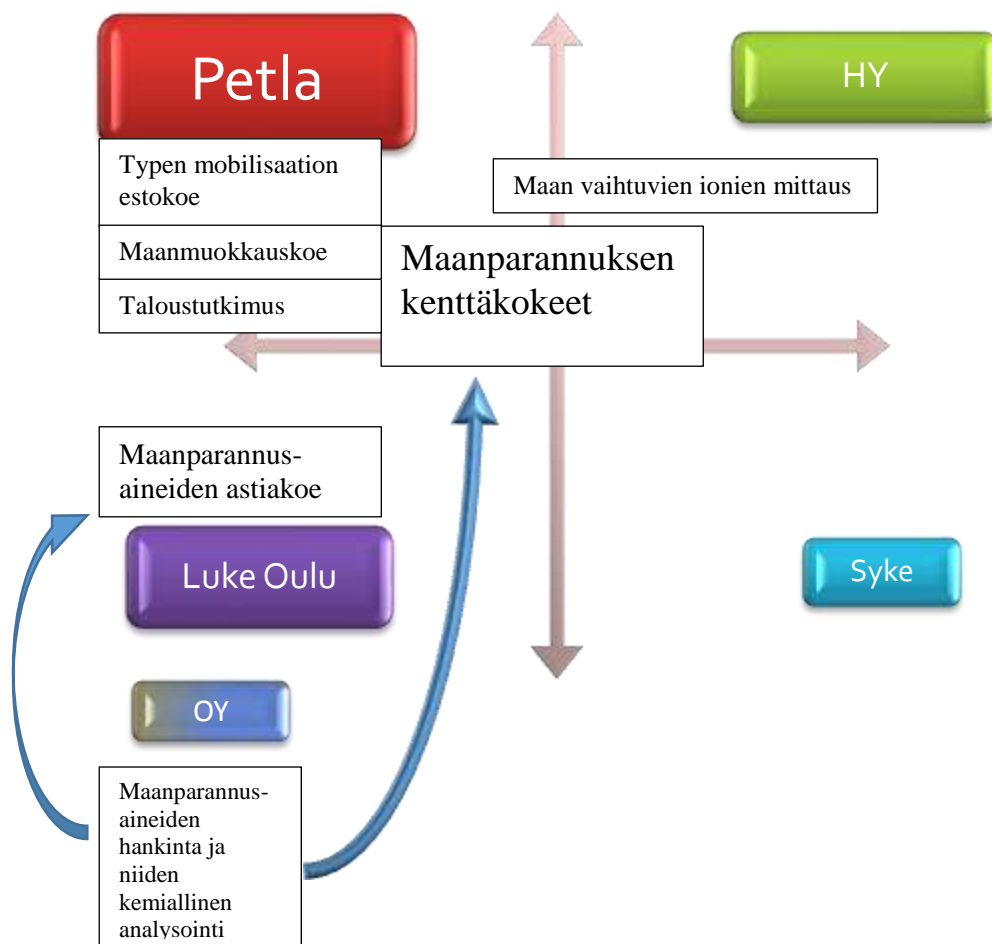 Petla
HY
Typen mobilisaation
estokoe
Maan vaihtuvien ionien mittaus
Maanmuokkauskoe
Taloustutkimus
Maanparannuksen
kenttäkokeet
Maanparannus-
aineiden astiakoe
Luke Oulu
Syke
OY
Maanparannus-
aineiden
hankinta ja
niiden
kemiallinen
analysointi